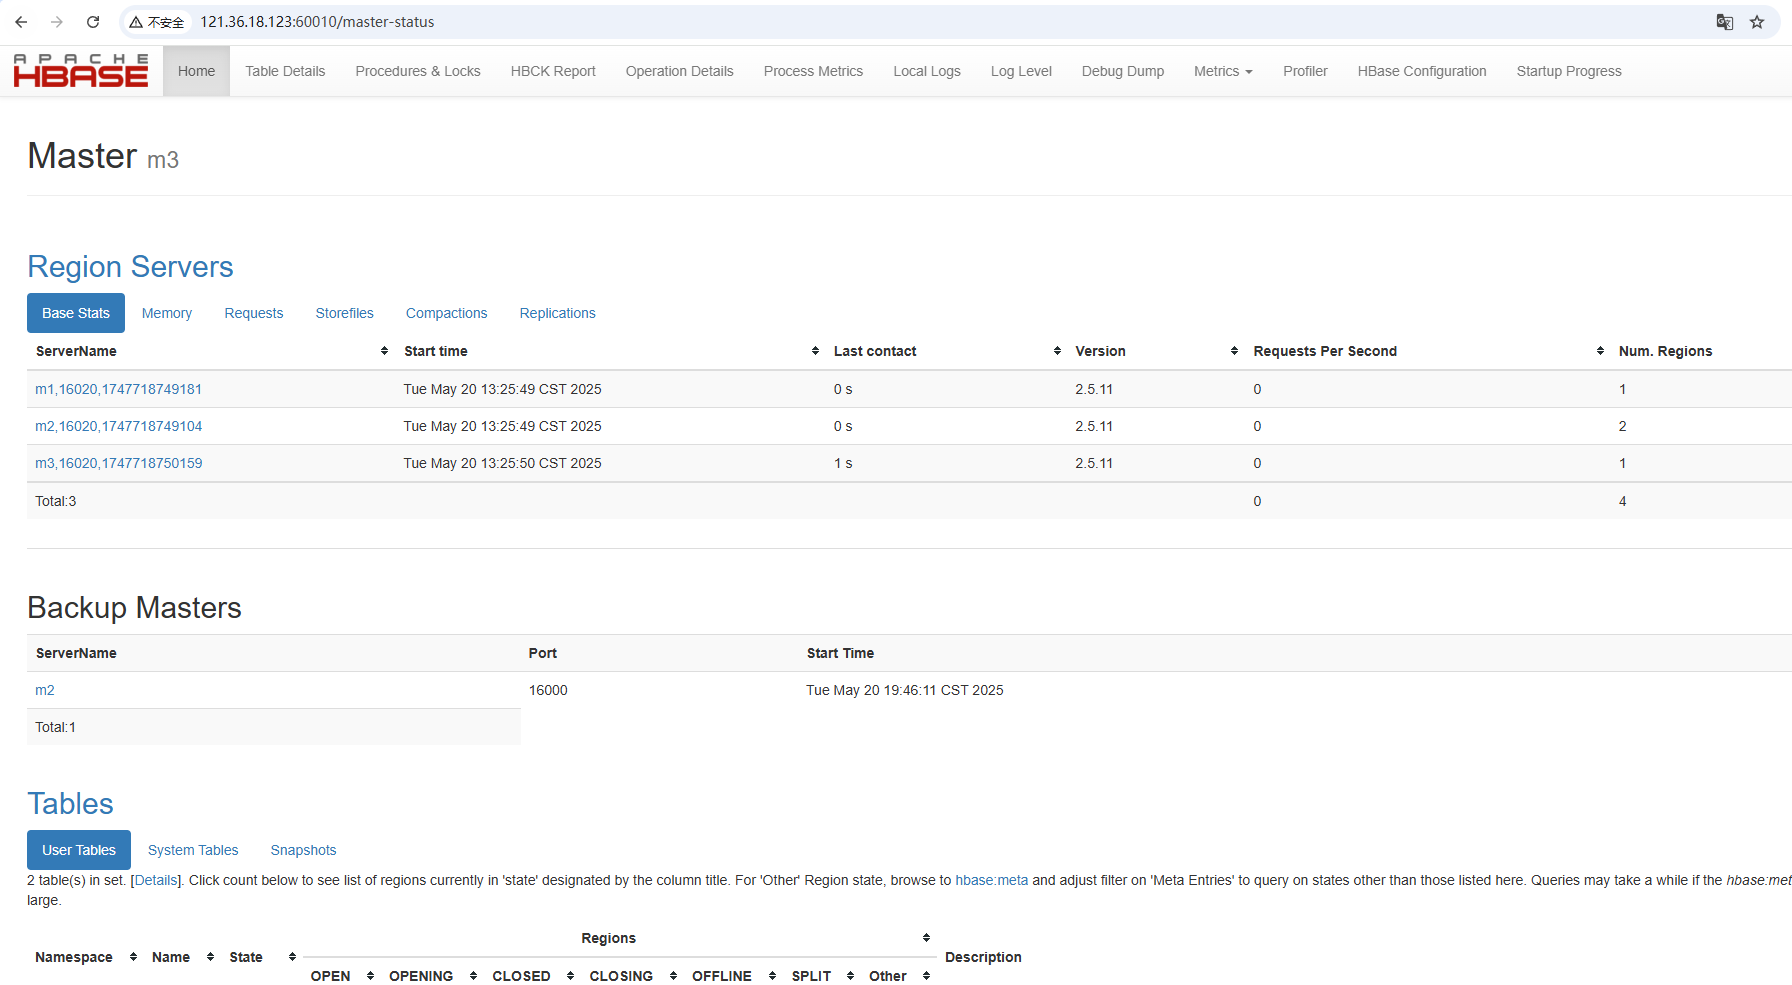 不安全 121.36.18.123:60010/master-status
APACHE HBASE Home Table Details Procedures & Locks HBCK Report Operation Details Process Metrics Local Logs Log Level Debug Dump Metrics Profiler HBase Configuration Startup Progress
Master m3
Region Servers
Base Stats Memory Requests Storefiles Compactions Replications
ServerName Start time Last contact Version Requests Per Second Num. Regions
m1,16020,1747718749181 Tue May 20 13:25:49 CST 2025 0 s 2.5.11 0 1
m2,16020,1747718749104 Tue May 20 13:25:49 CST 2025 0 s 2.5.11 0 2
m3,16020,1747718750159 Tue May 20 13:25:50 CST 2025 1 s 2.5.11 0 1
Total:3 0 4
Backup Masters
ServerName Port Start Time
m2 16000 Tue May 20 19:46:11 CST 2025
Total:1
Tables
User Tables System Tables Snapshots
2 table(s) in set. [Details]. Click count below to see list of regions currently in 'state' designated by the column title. For 'Other' Region state, browse to hbase:meta and adjust filter on 'Meta Entries' to query on states other than those listed here. Queries may take a while if the hbase:met
large.
Regions
Namespace Name State Description
OPEN OPENING CLOSED CLOSING OFFLINE SPLIT Other